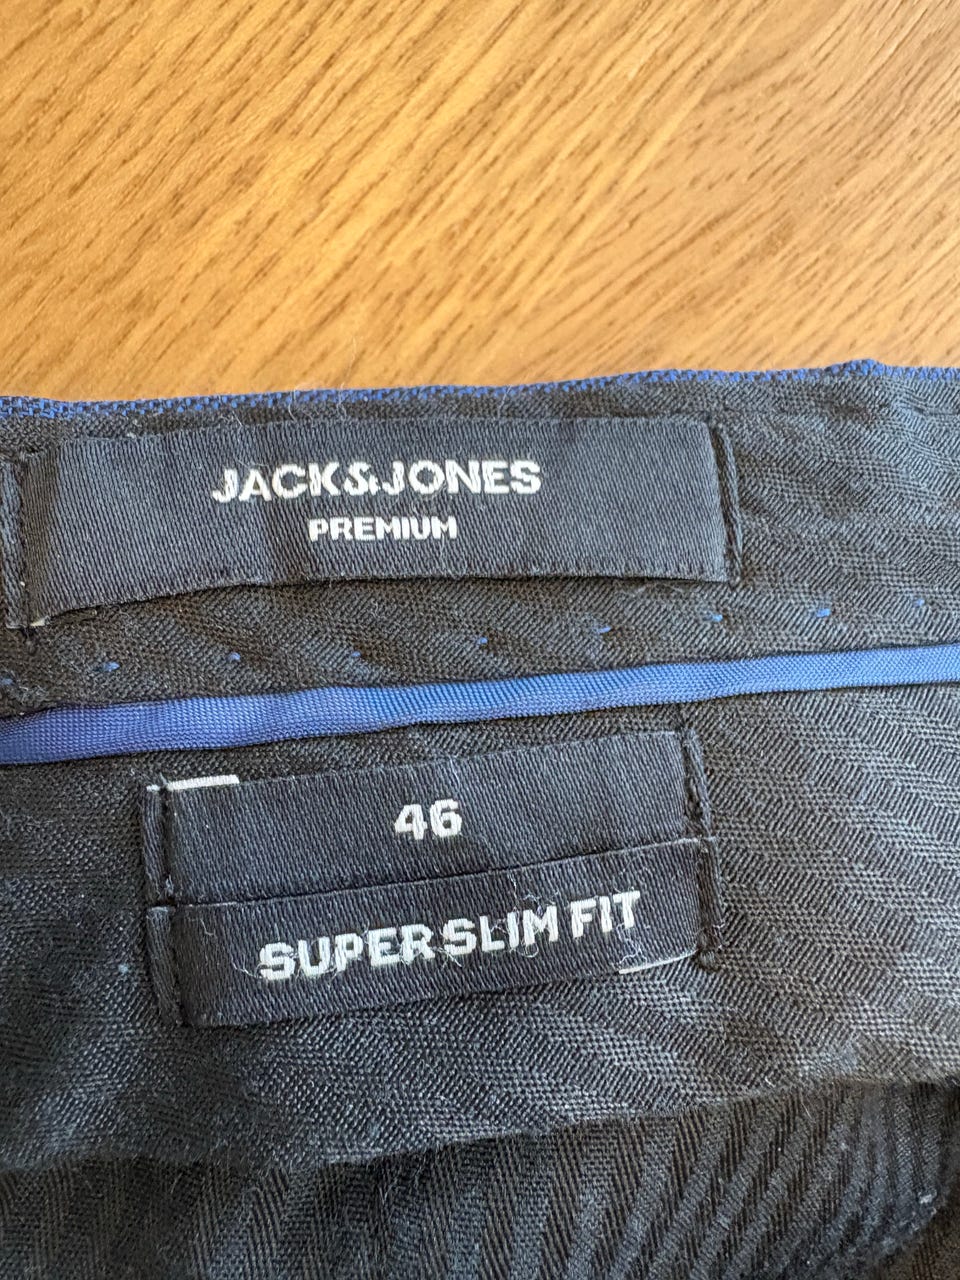 JACK&JONES
PREMIUM
46
SUPER SLIM FIT